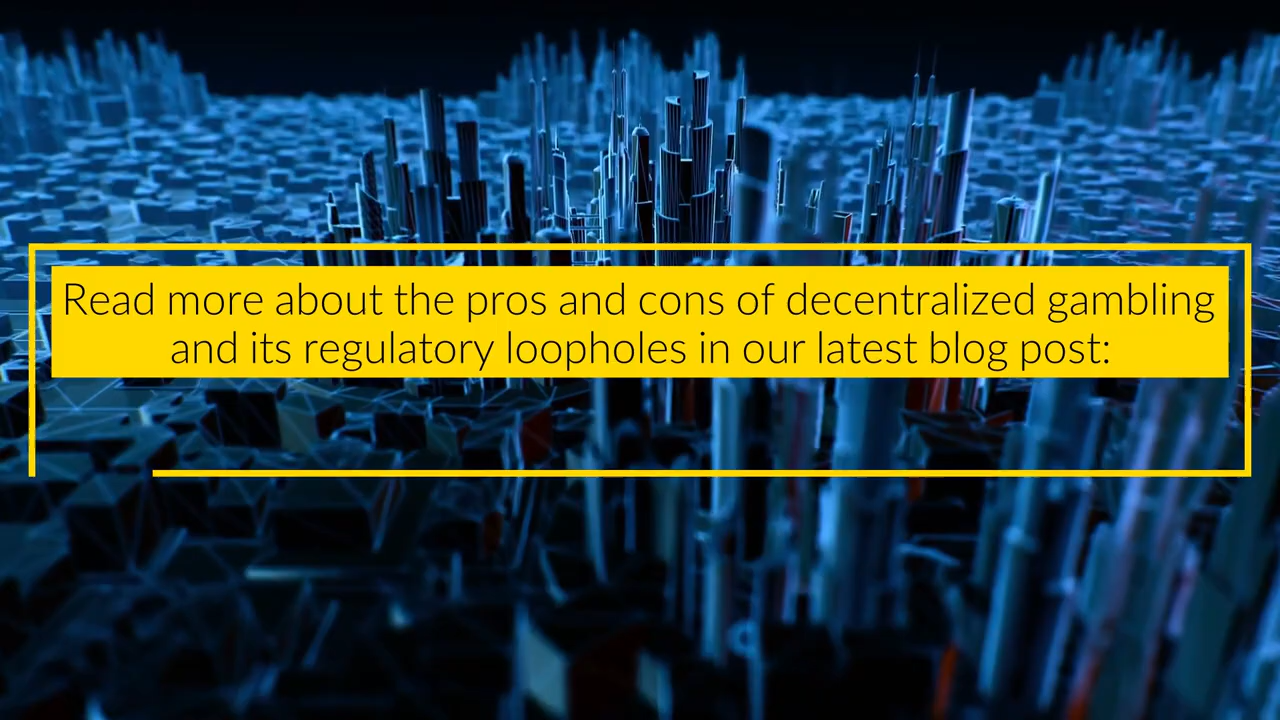 Read more about the pros and cons of decentralized gambling
and its regulatory loopholes in our latest blog post: